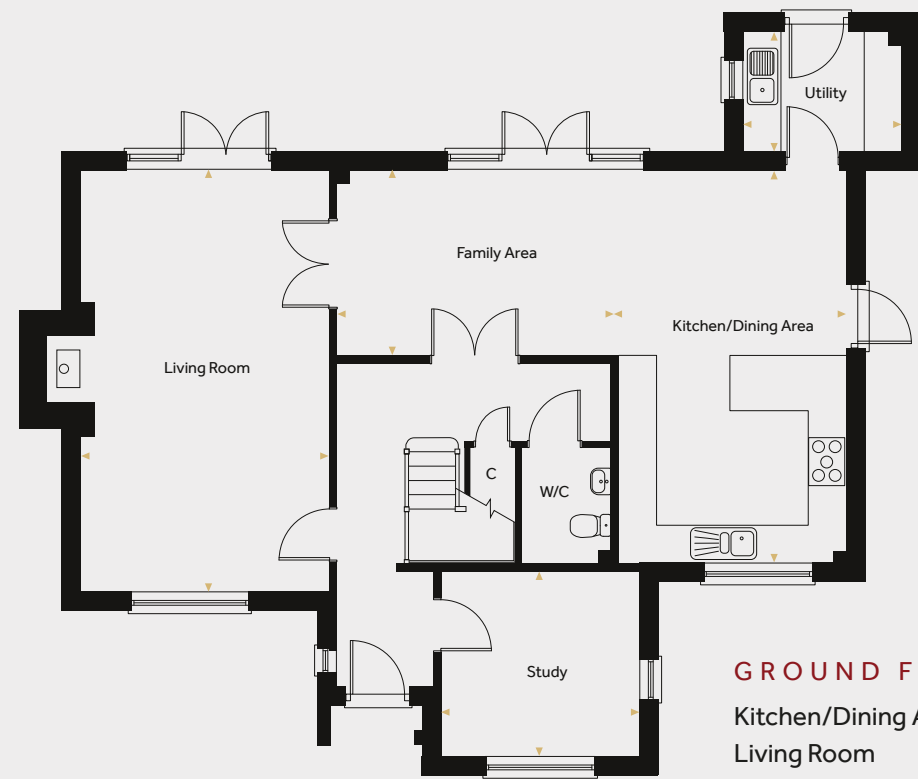 Utility
Family Area
Kitchen/Dining Area
Living Room
C
W/C
Study
GROUND F
Kitchen/Dining A
Living Room